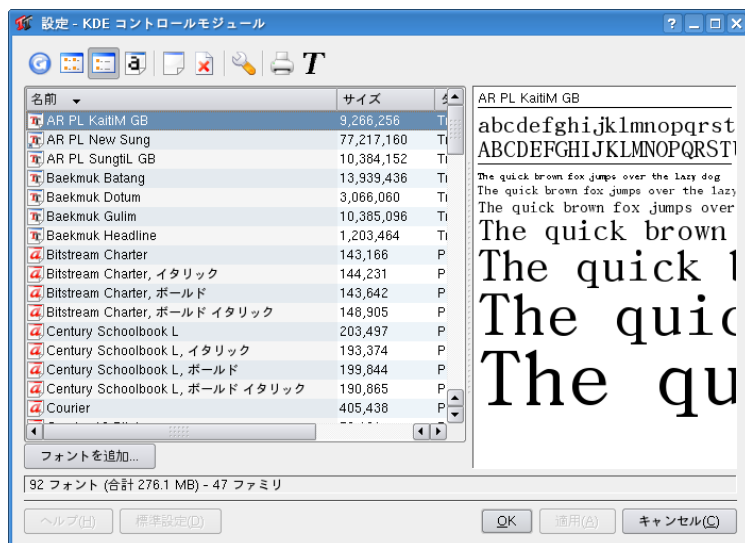 設定 - KDE コントロールモジュール
名前 サイズ
AR PL KaitiM GB 9,266,256 Tr
AR PL New Sung 77,217,160 Tr
AR PL SungtiL GB 10,384,152 Tr
Baekmuk Batang 13,939,436 Tr
Baekmuk Dotum 3,066,060 Tr
Baekmuk Gulim 10,385,096 Tr
Baekmuk Headline 1,203,464 Tr
Bitstream Charter 143,166 P
Bitstream Charter, イタリック 144,231 P
Bitstream Charter, ボールド 143,642 P
Bitstream Charter, ボールド イタリック 148,905 P
Century Schoolbook L 203,497 P
Century Schoolbook L, イタリック 193,374 P
Century Schoolbook L, ボールド 199,844 P
Century Schoolbook L, ボールド イタリック 190,865 P
Courier 405,438 P
フォントを追加...
AR PL KaitiM GB
abcdefghijklmnopqrst
ABCDEFGHIJKLMNOPQRSTU
The quick brown fox jumps over the lazy dog
The quick brown fox jumps over the lazy
The quick brown fox jumps over
The quick brown
The quick
The quic
The qu
92 フォント (合計 276.1 MB) - 47 ファミリ
ヘルプ(H) 標準設定(D) OK 適用(A) キャンセル(C)